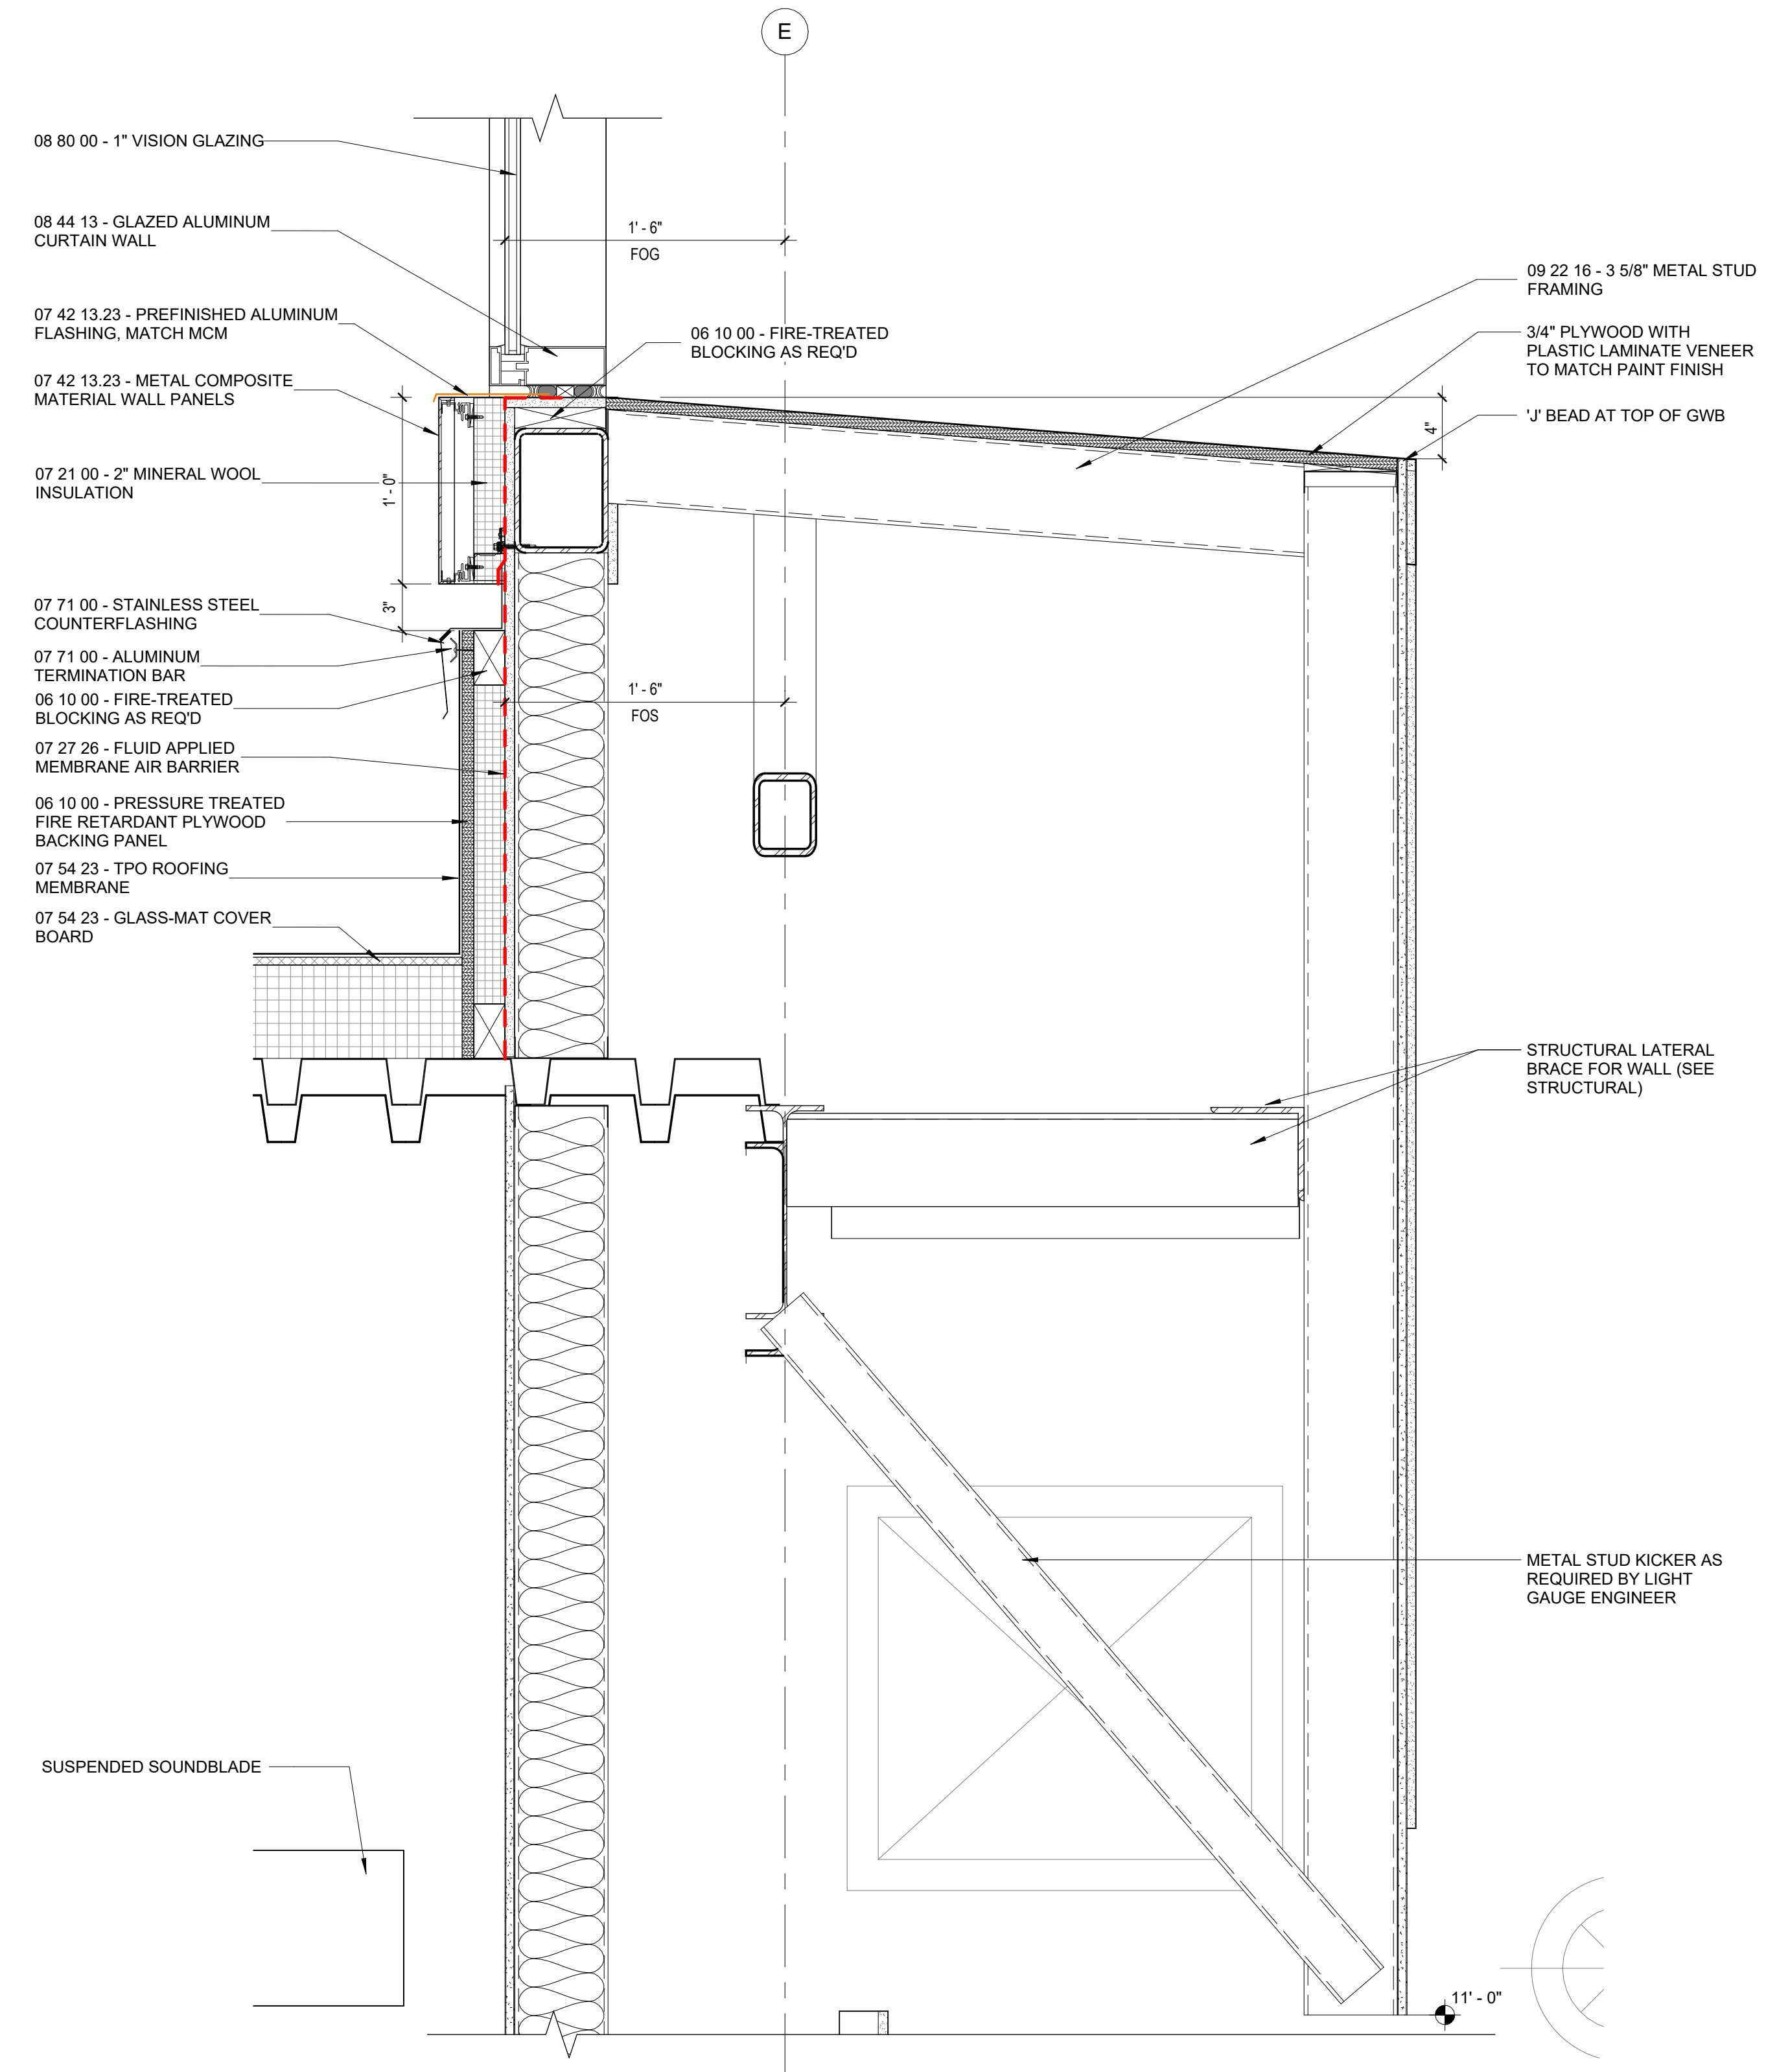 E
08 80 00 - 1" VISION GLAZING
08 44 13 - GLAZED ALUMINUM
CURTAIN WALL
07 42 13.23 - PREFINISHED ALUMINUM
FLASHING, MATCH MCM
07 42 13.23 - METAL COMPOSITE
MATERIAL WALL PANELS
07 21 00 - 2" MINERAL WOOL
INSULATION
07 71 00 - STAINLESS STEEL
COUNTERFLASHING
07 71 00 - ALUMINUM
TERMINATION BAR
06 10 00 - FIRE-TREATED
BLOCKING AS REQ'D
07 27 26 - FLUID APPLIED
MEMBRANE AIR BARRIER
06 10 00 - PRESSURE TREATED
FIRE RETARDANT PLYWOOD
BACKING PANEL
07 54 23 - TPO ROOFING
MEMBRANE
07 54 23 - GLASS-MAT COVER
BOARD
SUSPENDED SOUNDBLADE
1' - 0"
3"
1' - 6"
FOG
06 10 00 - FIRE-TREATED
BLOCKING AS REQ'D
1' - 6"
FOS
4"
09 22 16 - 3 5/8" METAL STUD
FRAMING
3/4" PLYWOOD WITH
PLASTIC LAMINATE VENEER
TO MATCH PAINT FINISH
'J' BEAD AT TOP OF GWB
STRUCTURAL LATERAL
BRACE FOR WALL (SEE
STRUCTURAL)
METAL STUD KICKER AS
REQUIRED BY LIGHT
GAUGE ENGINEER
11' - 0"